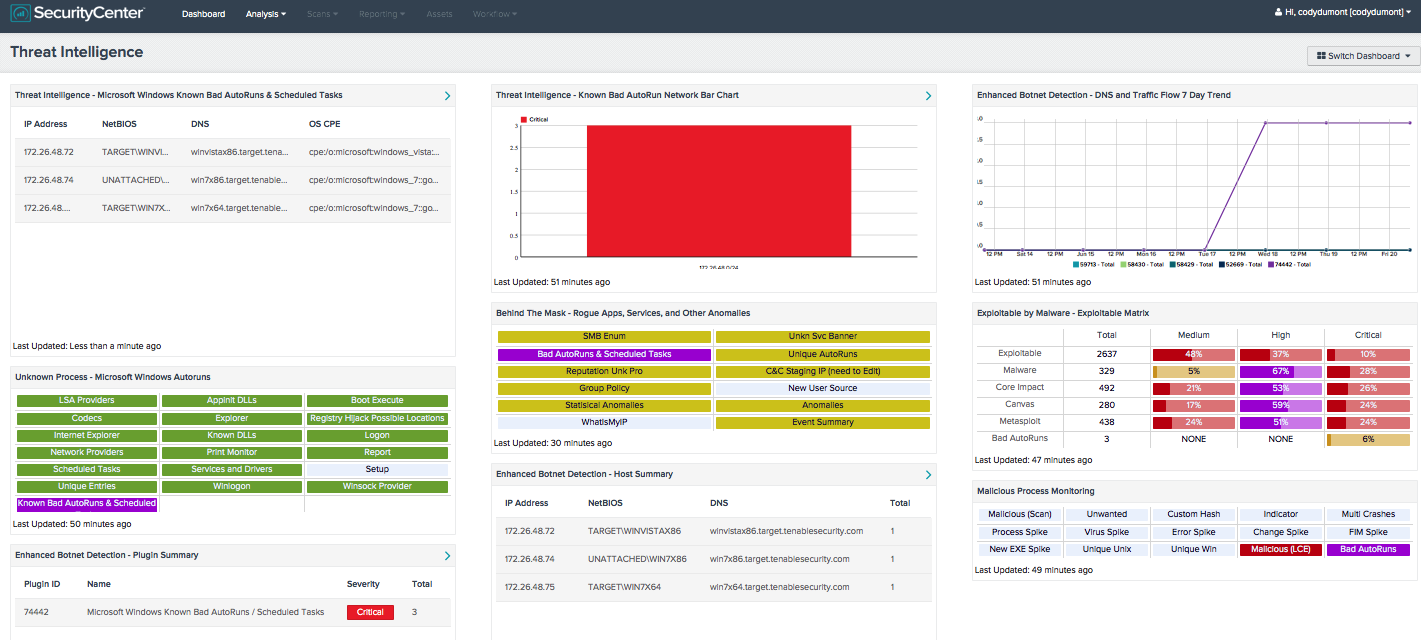 SecurityCenter
Dashboard Analysis Scans Reporting Assets Workflow
Hi, codydumont [codydumont]
Threat Intelligence
Switch Dashboard
Threat Intelligence - Microsoft Windows Known Bad AutoRuns & Scheduled Tasks
IP Address NetBIOS DNS OS CPE
172.26.48.72 TARGET\WINVI... winvistax86.target.tena... cpe:/o:microsoft:windows_vista:...
172.26.48.74 UNATTACHED\... win7x86.target.tenable... cpe:/o:microsoft:windows_7::go...
172.26.48.... TARGET\WIN7X... win7x64.target.tenable... cpe:/o:microsoft:windows_7::go...
Last Updated: Less than a minute ago
Unknown Process - Microsoft Windows Autoruns
LSA Providers AppInit DLLs Boot Execute
Codecs Explorer Registry Hijack Possible Locations
Internet Explorer Known DLLs Logon
Network Providers Print Monitor Report
Scheduled Tasks Services and Drivers Setup
Unique Entries Winlogon Winsock Provider
Known Bad AutoRuns & Scheduled
Last Updated: 50 minutes ago
Enhanced Botnet Detection - Plugin Summary
Plugin ID Name Severity Total
74442 Microsoft Windows Known Bad AutoRuns / Scheduled Tasks Critical 3
Threat Intelligence - Known Bad AutoRun Network Bar Chart
Critical
3
2.5
2
1.5
1
0.5
0
172.26.48.0/24
Last Updated: 51 minutes ago
Behind The Mask - Rogue Apps, Services, and Other Anomalies
SMB Enum Unkn Svc Banner
Bad AutoRuns & Scheduled Tasks Unique AutoRuns
Reputation Unk Pro C&C Staging IP (need to Edit)
Group Policy New User Source
Statisical Anomalies Anomalies
WhatIsMyIP Event Summary
Last Updated: 30 minutes ago
Enhanced Botnet Detection - Host Summary
IP Address NetBIOS DNS Total
172.26.48.72 TARGET\WINVISTAX86 winvistax86.target.tenablesecurity.com 1
172.26.48.74 UNATTACHED\WIN7X86 win7x86.target.tenablesecurity.com 1
172.26.48.75 TARGET\WIN7X64 win7x64.target.tenablesecurity.com 1
Enhanced Botnet Detection - DNS and Traffic Flow 7 Day Trend
.0
.5
.0
.5
.0
.5
.0
12 PM Sat 14 12 PM Jun 15 12 PM Mon 16 12 PM Tue 17 12 PM Wed 18 12 PM Thu 19 12 PM Fri 20
59713 - Total 58430 - Total 58429 - Total 52669 - Total 74442 - Total
Last Updated: 51 minutes ago
Exploitable by Malware - Exploitable Matrix
Total Medium High Critical
Exploitable 2637 48% 37% 10%
Malware 329 5% 67% 28%
Core Impact 492 21% 53% 26%
Canvas 280 17% 59% 24%
Metasploit 438 24% 51% 24%
Bad AutoRuns 3 NONE NONE 6%
Last Updated: 47 minutes ago
Malicious Process Monitoring
Malicious (Scan) Unwanted Custom Hash Indicator Multi Crashes
Process Spike Virus Spike Error Spike Change Spike FIM Spike
New EXE Spike Unique Unix Unique Win Malicious (LCE) Bad AutoRuns
Last Updated: 49 minutes ago